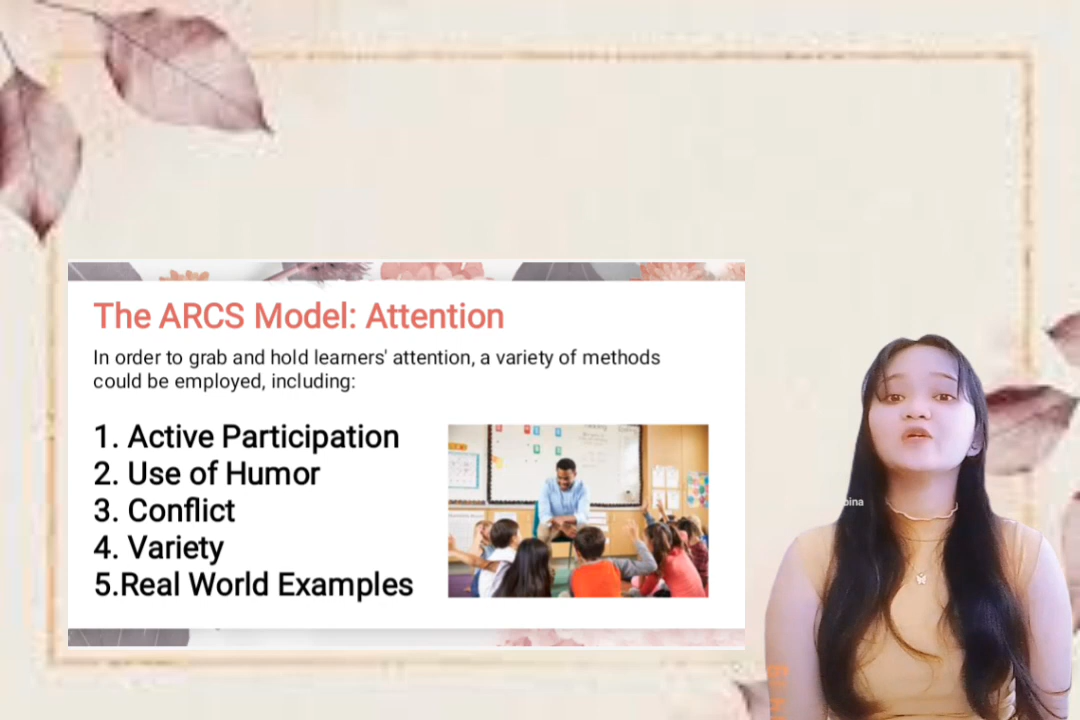 The ARCS Model: Attention
In order to grab and hold learners' attention, a variety of methods
could be employed, including:
1. Active Participation
2. Use of Humor
3. Conflict
4. Variety
5.Real World Examples